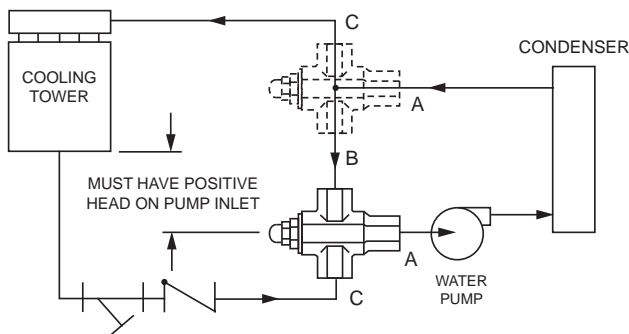 C
CONDENSER
COOLING
TOWER
A
B
MUST HAVE POSITIVE
HEAD ON PUMP INLET
A
C
WATER
PUMP